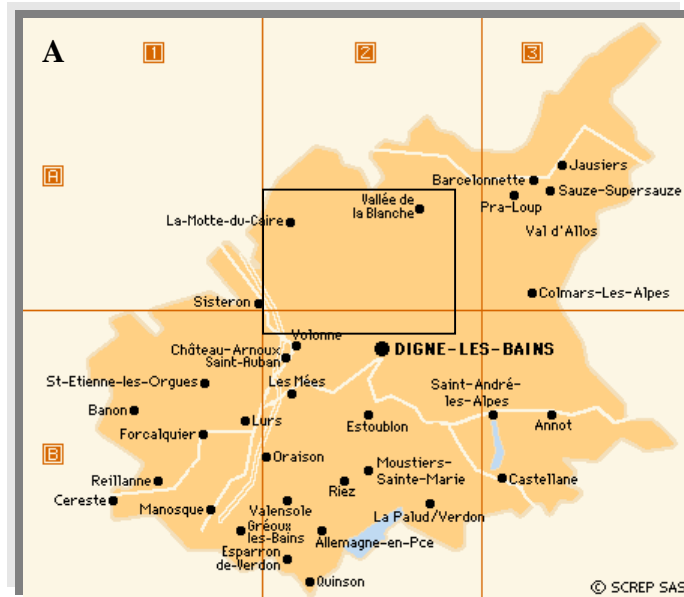 A
1
2
3
A
Jausiers
Barcelonnette
Sauze-Supersauze
Pra-Loup
Vallée de
la Blanche
La-Motte-du-Caire
Val d'Allos
Colmars-Les-Alpes
Sisteron
Volonne
Château-Arnoux
Saint-Auban
DIGNE-LES-BAINS
St-Etienne-les-Orgues
Les Mées
Saint-André-
les-Alpes
Banon
Lurs
Estoublon
Annot
Forcalquier
B
Oraison
Moustiers-
Sainte-Marie
Reillanne
Riez
Castellane
Cereste
Manosque
Valensole
La Palud/Verdon
Gréoux
les-Bains
Allemagne-en-Pce
Esparron
de-Verdon
Quinson
© SCREP SAS